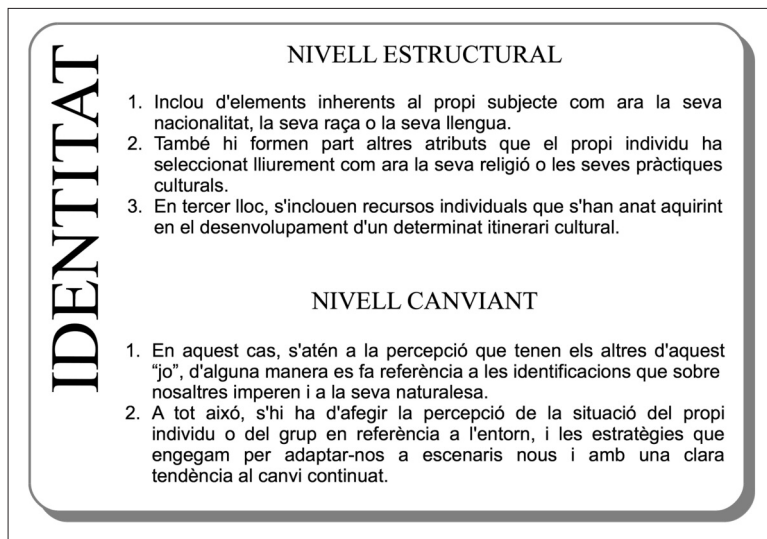 IDENTITAT
NIVELL ESTRUCTURAL
1. Inclou d'elements inherents al propi subjecte com ara la seva
nacionalitat, la seva raça o la seva llengua.
2. També hi formen part altres atributs que el propi individu ha
seleccionat lliurement com ara la seva religió o les seves pràctiques
culturals.
3. En tercer lloc, s'inclouen recursos individuals que s'han anat aquirint
en el desenvolupament d'un determinat itinerari cultural.
NIVELL CANVIANT
1. En aquest cas, s'atén a la percepció que tenen els altres d'aquest
“jo”, d'alguna manera es fa referència a les identificacions que sobre
nosaltres imperen i a la seva naturalesa.
2. A tot aixó, s'hi ha d'afegir la percepció de la situació del propi
individu o del grup en referència a l'entorn, i les estratègies que
engegam per adaptar-nos a escenaris nous i amb una clara
tendència al canvi continuat.